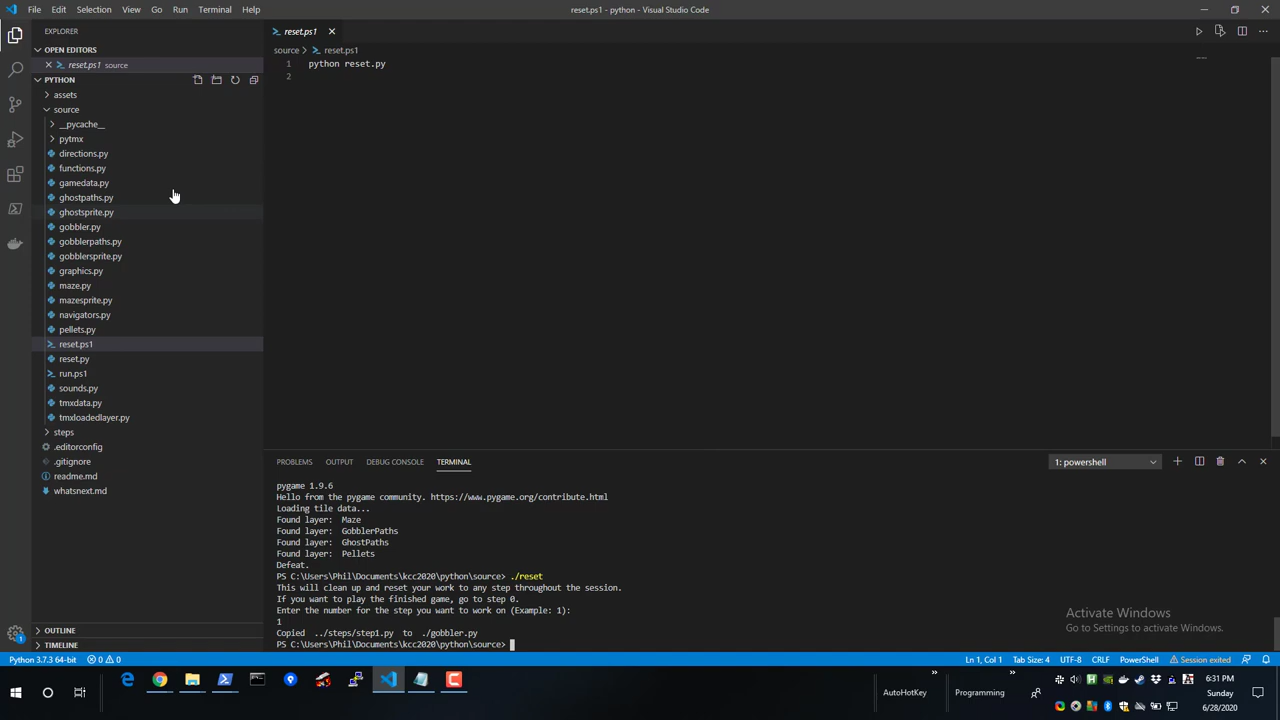 File Edit Selection View Go Run Terminal Help
reset.ps1 - python - Visual Studio Code
EXPLORER
OPEN EDITORS
reset.ps1 source
PYTHON
assets
source
__pycache__
pytmx
directions.py
functions.py
gamedata.py
ghostpaths.py
ghostsprite.py
gobbler.py
gobblerpaths.py
gobblersprite.py
graphics.py
maze.py
mazesprite.py
navigators.py
pellets.py
reset.ps1
reset.py
run.ps1
sounds.py
tmxdata.py
tmxloadedlayer.py
steps
.editorconfig
.gitignore
readme.md
whatsnext.md
OUTLINE
TIMELINE
reset.ps1
source > reset.ps1
1 python reset.py
2
PROBLEMS OUTPUT DEBUG CONSOLE TERMINAL
1: powershell
pygame 1.9.6
Hello from the pygame community. https://www.pygame.org/contribute.html
Loading tile data...
Found layer: Maze
Found layer: GobblerPaths
Found layer: GhostPaths
Found layer: Pellets
Defeat.
PS C:\Users\Phil\Documents\kcc2020\python\source> ./reset
This will clean up and reset your work to any step throughout the session.
If you want to play the finished game, go to step 0.
Enter the number for the step you want to work on (Example: 1):
1
Copied ../steps/step1.py to ./gobbler.py
PS C:\Users\Phil\Documents\kcc2020\python\source>
Activate Windows
Go to Settings to activate Windows.
Python 3.7.3 64-bit 0 0
Ln 1, Col 1 Tab Size: 4 UTF-8 CRLF PowerShell Session exited
AutoHotKey
Programming
6:31 PM
Sunday
6/28/2020